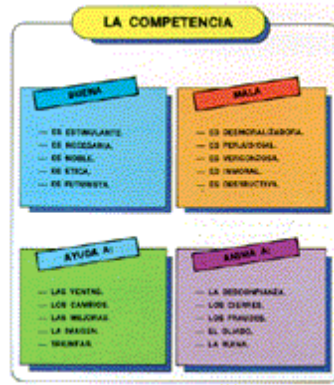 LA COMPETENCIA
BUENA
— ES ESTIMULANTE.
— ES NECESARIA.
— ES NOBLE.
— ES ETICA.
— ES FUTURISTA.
MALA
— ES DESMORALIZADORA.
— ES PERJUDICIAL.
— ES VERGONZOSA.
— ES INMORAL.
— ES DESTRUCTIVA.
AYUDA A:
— LAS VENTAS.
— LOS CAMBIOS.
— LAS MEJORAS.
— LA IMAGEN.
— TRIUNFAR.
ANIMA A:
— LA DESCONFIANZA.
— LOS CIERRES.
— LOS FRAUDES.
— EL OLVIDO.
— LA RUINA.